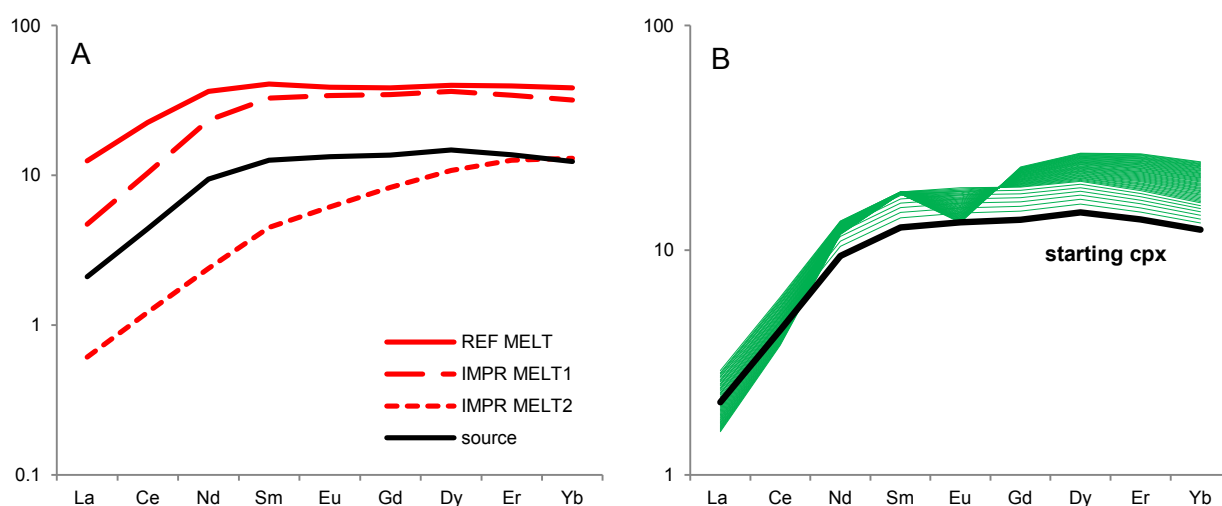 A
100
10
1
0.1
REF MELT
IMPR MELT1
IMPR MELT2
source
La Ce Nd Sm Eu Gd Dy Er Yb
B
100
10
1
starting cpx
La Ce Nd Sm Eu Gd Dy Er Yb